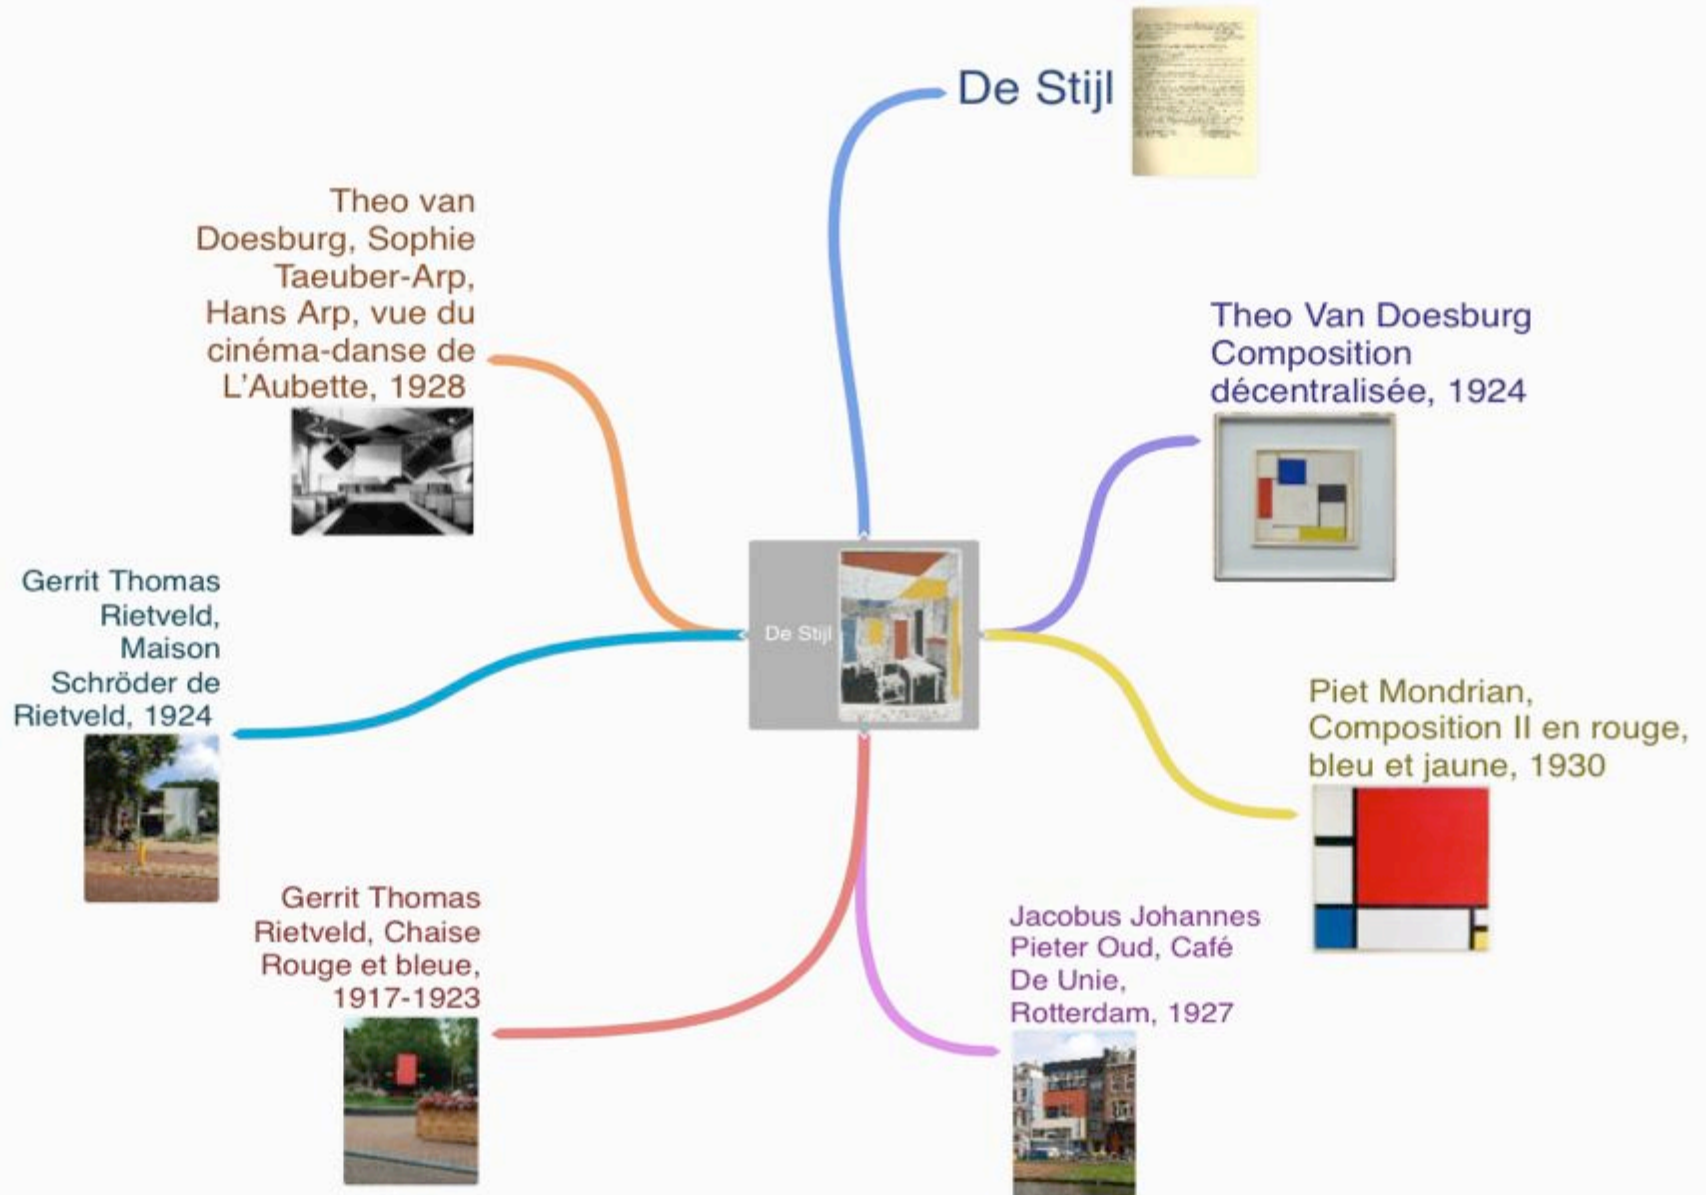 De Stijl
Theo van
Doesburg, Sophie
Taeuber-Arp,
Hans Arp, vue du
cinéma-danse de
L'Aubette, 1928
Theo Van Doesburg
Composition
décentralisée, 1924
Gerrit Thomas
Rietveld,
Maison
Schröder de
Rietveld, 1924
De Stijl
Piet Mondrian,
Composition II en rouge,
bleu et jaune, 1930
Gerrit Thomas
Rietveld, Chaise
Rouge et bleue,
1917-1923
Jacobus Johannes
Pieter Oud, Café
De Unie,
Rotterdam, 1927